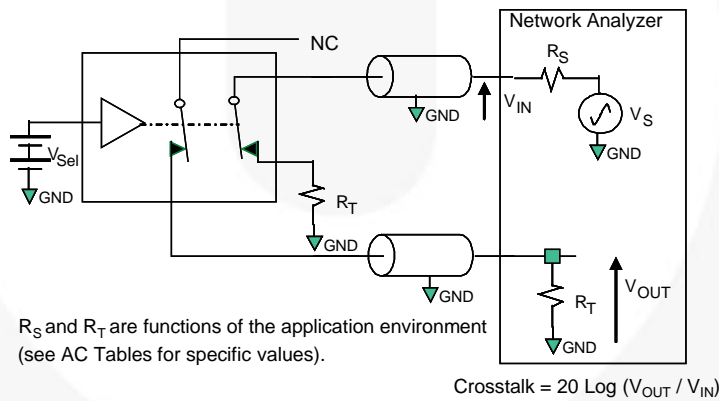 Network Analyzer
NC
R_S
GND
V_IN
V_S
GND
V_Sel
GND
R_T
GND
GND
R_T
V_OUT
GND
R_S and R_T are functions of the application environment
(see AC Tables for specific values).
Crosstalk = 20 Log (V_OUT / V_IN)